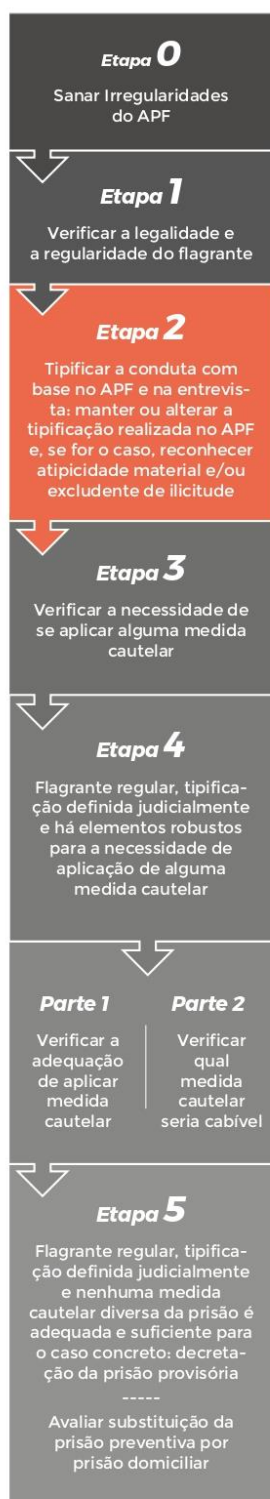 Etapa 0
Sanar Irregularidades
do APF
Etapa 1
Verificar a legalidade e
a regularidade do flagrante
Etapa 2
Tipificar a conduta com
base no APF e na entrevis-
ta: manter ou alterar a
tipificação realizada no APF
e, se for o caso, reconhecer
atipicidade material e/ou
excludente de ilicitude
Etapa 3
Verificar a necessidade de
se aplicar alguma medida
cautelar
Etapa 4
Flagrante regular, tipifica-
ção definida judicialmente
e há elementos robustos
para a necessidade de
aplicação de alguma
medida cautelar
Parte 1
Verificar a
adequação
de aplicar
medida
cautelar
Parte 2
Verificar
qual
medida
cautelar
seria cabível
Etapa 5
Flagrante regular, tipifica-
ção definida judicialmente
e nenhuma medida
cautelar diversa da prisão é
adequada e suficiente para
o caso concreto: decreta-
ção da prisão provisória
-----
Avaliar substituição da
prisão preventiva por
prisão domiciliar